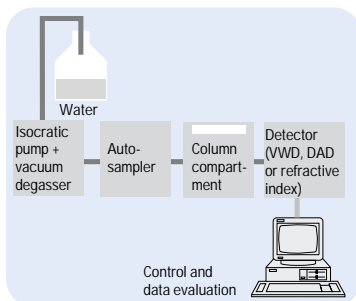 Water
Isocratic
pump +
vacuum
degasser
Auto-
sampler
Column
compart-
ment
Detector
(VWD, DAD
or refractive
index)
Control and
data evaluation